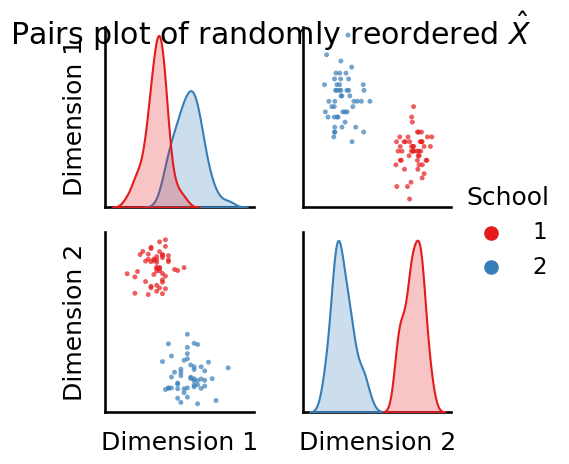 Pairs plot of randomly reordered X̂
Dimension 1
School
1
2
Dimension 2
Dimension 1
Dimension 2